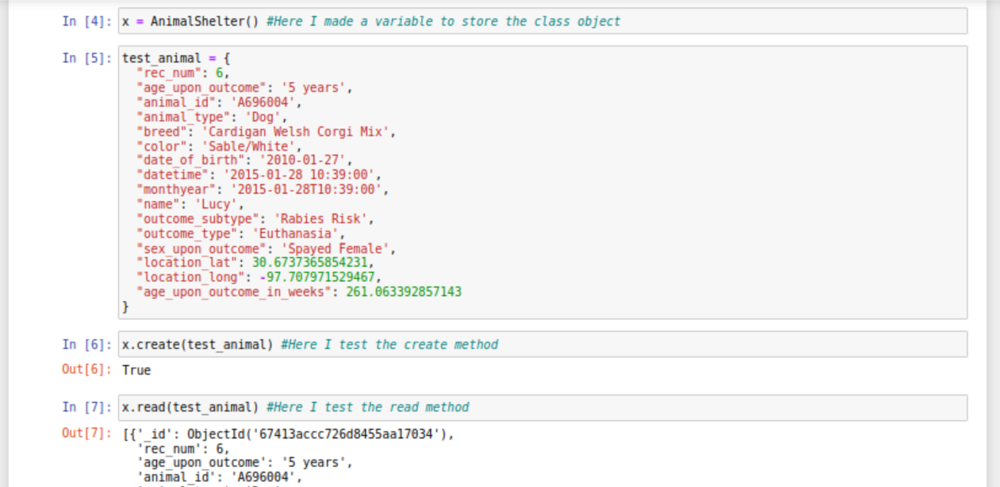 In [4]: x = AnimalShelter() #Here I made a variable to store the class object
In [5]: test_animal = {
"rec_num": 6,
"age_upon_outcome": '5 years',
"animal_id": 'A696004',
"animal_type": 'Dog',
"breed": 'Cardigan Welsh Corgi Mix',
"color": 'Sable/White',
"date_of_birth": '2010-01-27',
"datetime": '2015-01-28 10:39:00',
"monthyear": '2015-01-28T10:39:00',
"name": 'Lucy',
"outcome_subtype": 'Rabies Risk',
"outcome_type": 'Euthanasia',
"sex_upon_outcome": 'Spayed Female',
"location_lat": 30.6737365854231,
"location_long": -97.707971529467,
"age_upon_outcome_in_weeks": 261.063392857143
}
In [6]: x.create(test_animal) #Here I test the create method
Out[6]: True
In [7]: x.read(test_animal) #Here I test the read method
Out[7]: [{'_id': ObjectId('67413accc726d8455aa17034'),
'rec_num': 6,
'age_upon_outcome': '5 years',
'animal_id': 'A696004',